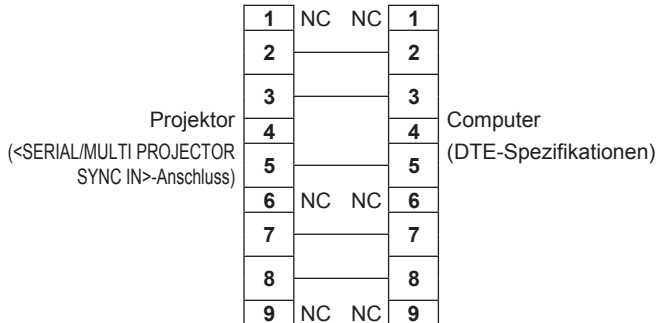 1 NC NC 1
2 2
3 3
Projektor 4 4 Computer
(<SERIAL/MULTI PROJECTOR 5 5 (DTE-Spezifikationen)
SYNC IN>-Anschluss)
6 NC NC 6
7 7
8 8
9 NC NC 9